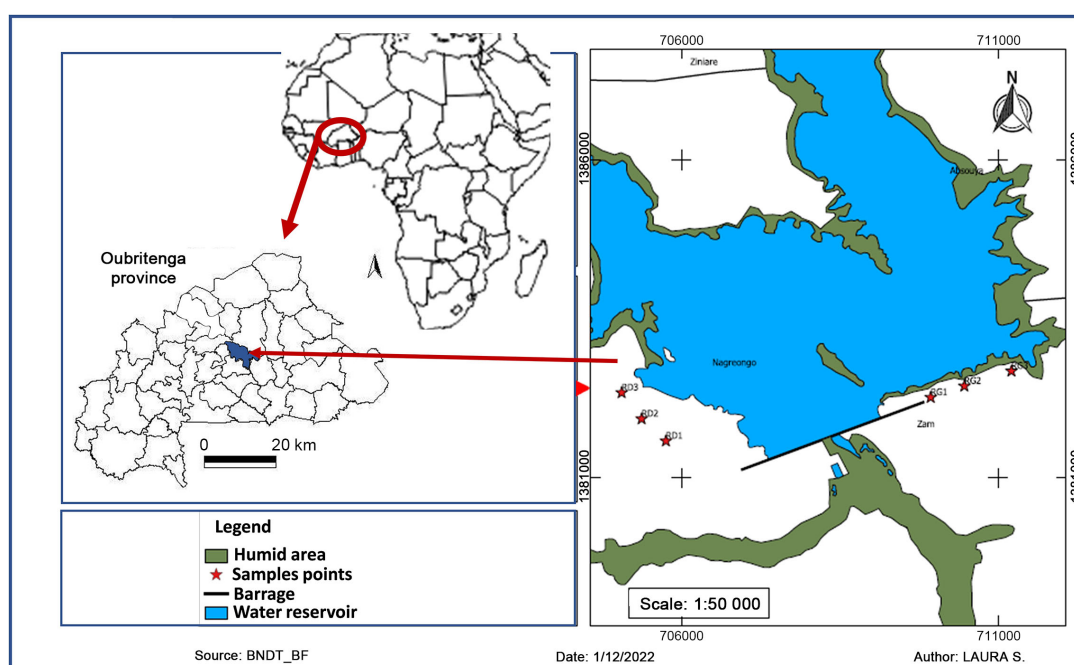 Oubritenga
province
0 20 km
Legend
Humid area
Samples points
Barrage
Water reservoir
706000 711000
Ziniare
N
1386000 1386000
Absouya
Nagreongo
RD3
RD2
RD1
RG2
RG1
Zam
1381000 1381000
Scale: 1:50 000
706000 711000
Source: BNDT_BF Date: 1/12/2022 Author: LAURA S.